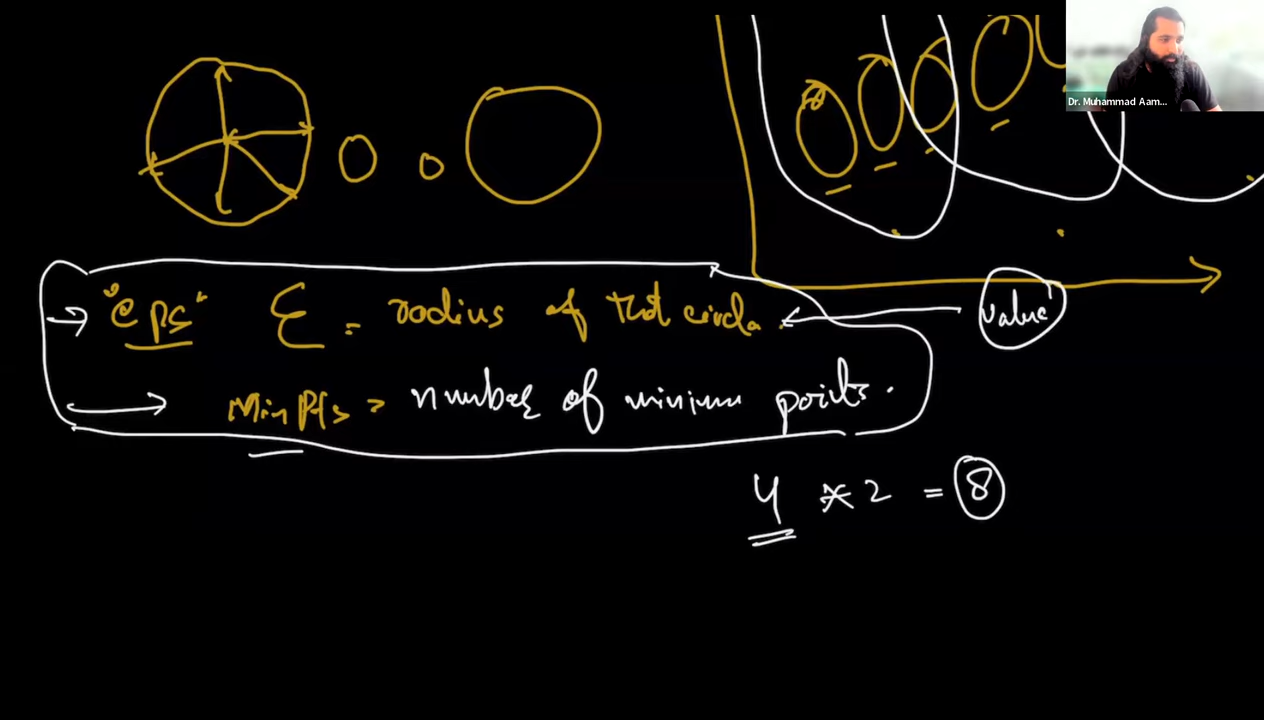 Dr. Muhammad Aam...
"eps" Ɛ = radius of that circle.
value
MinPts = number of minimum points.
4 * 2 = 8